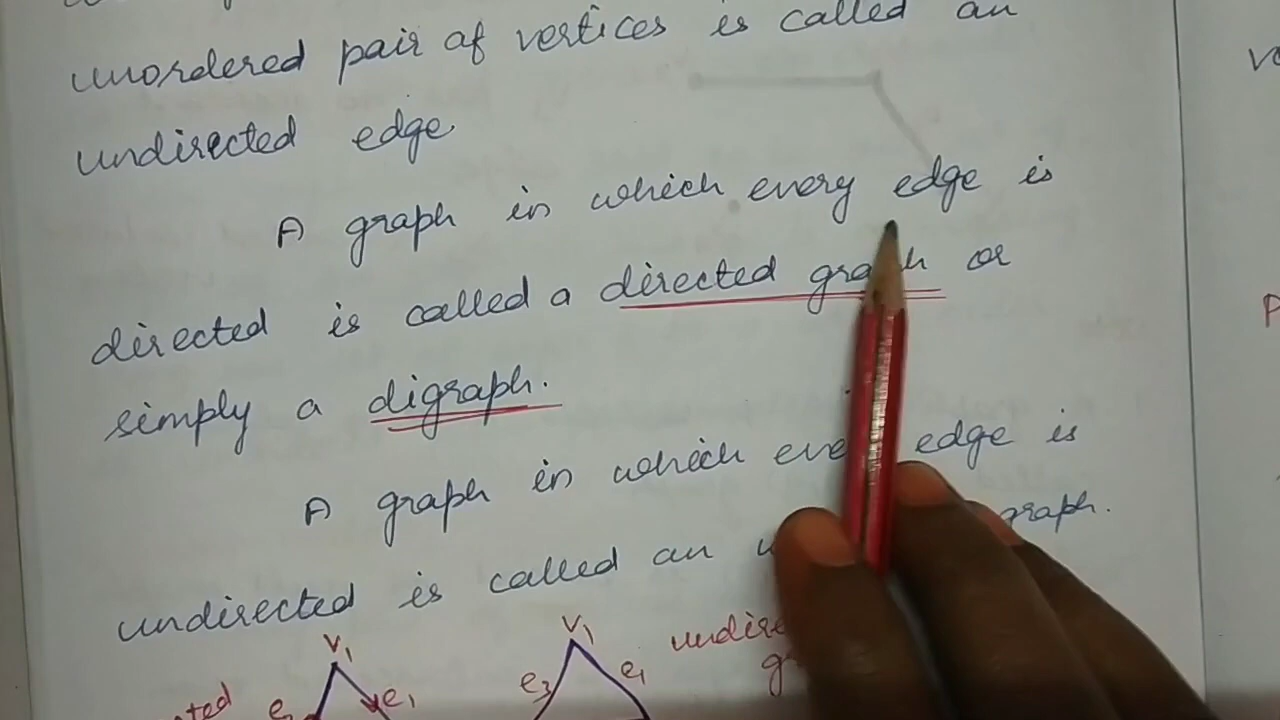 unordered pair of vertices is called an
undirected edge.
A graph in which every edge is
directed is called a directed graph or
simply a digraph.
A graph in which edge is
undirected is called an graph.
V1
V1
e3
e1
e1